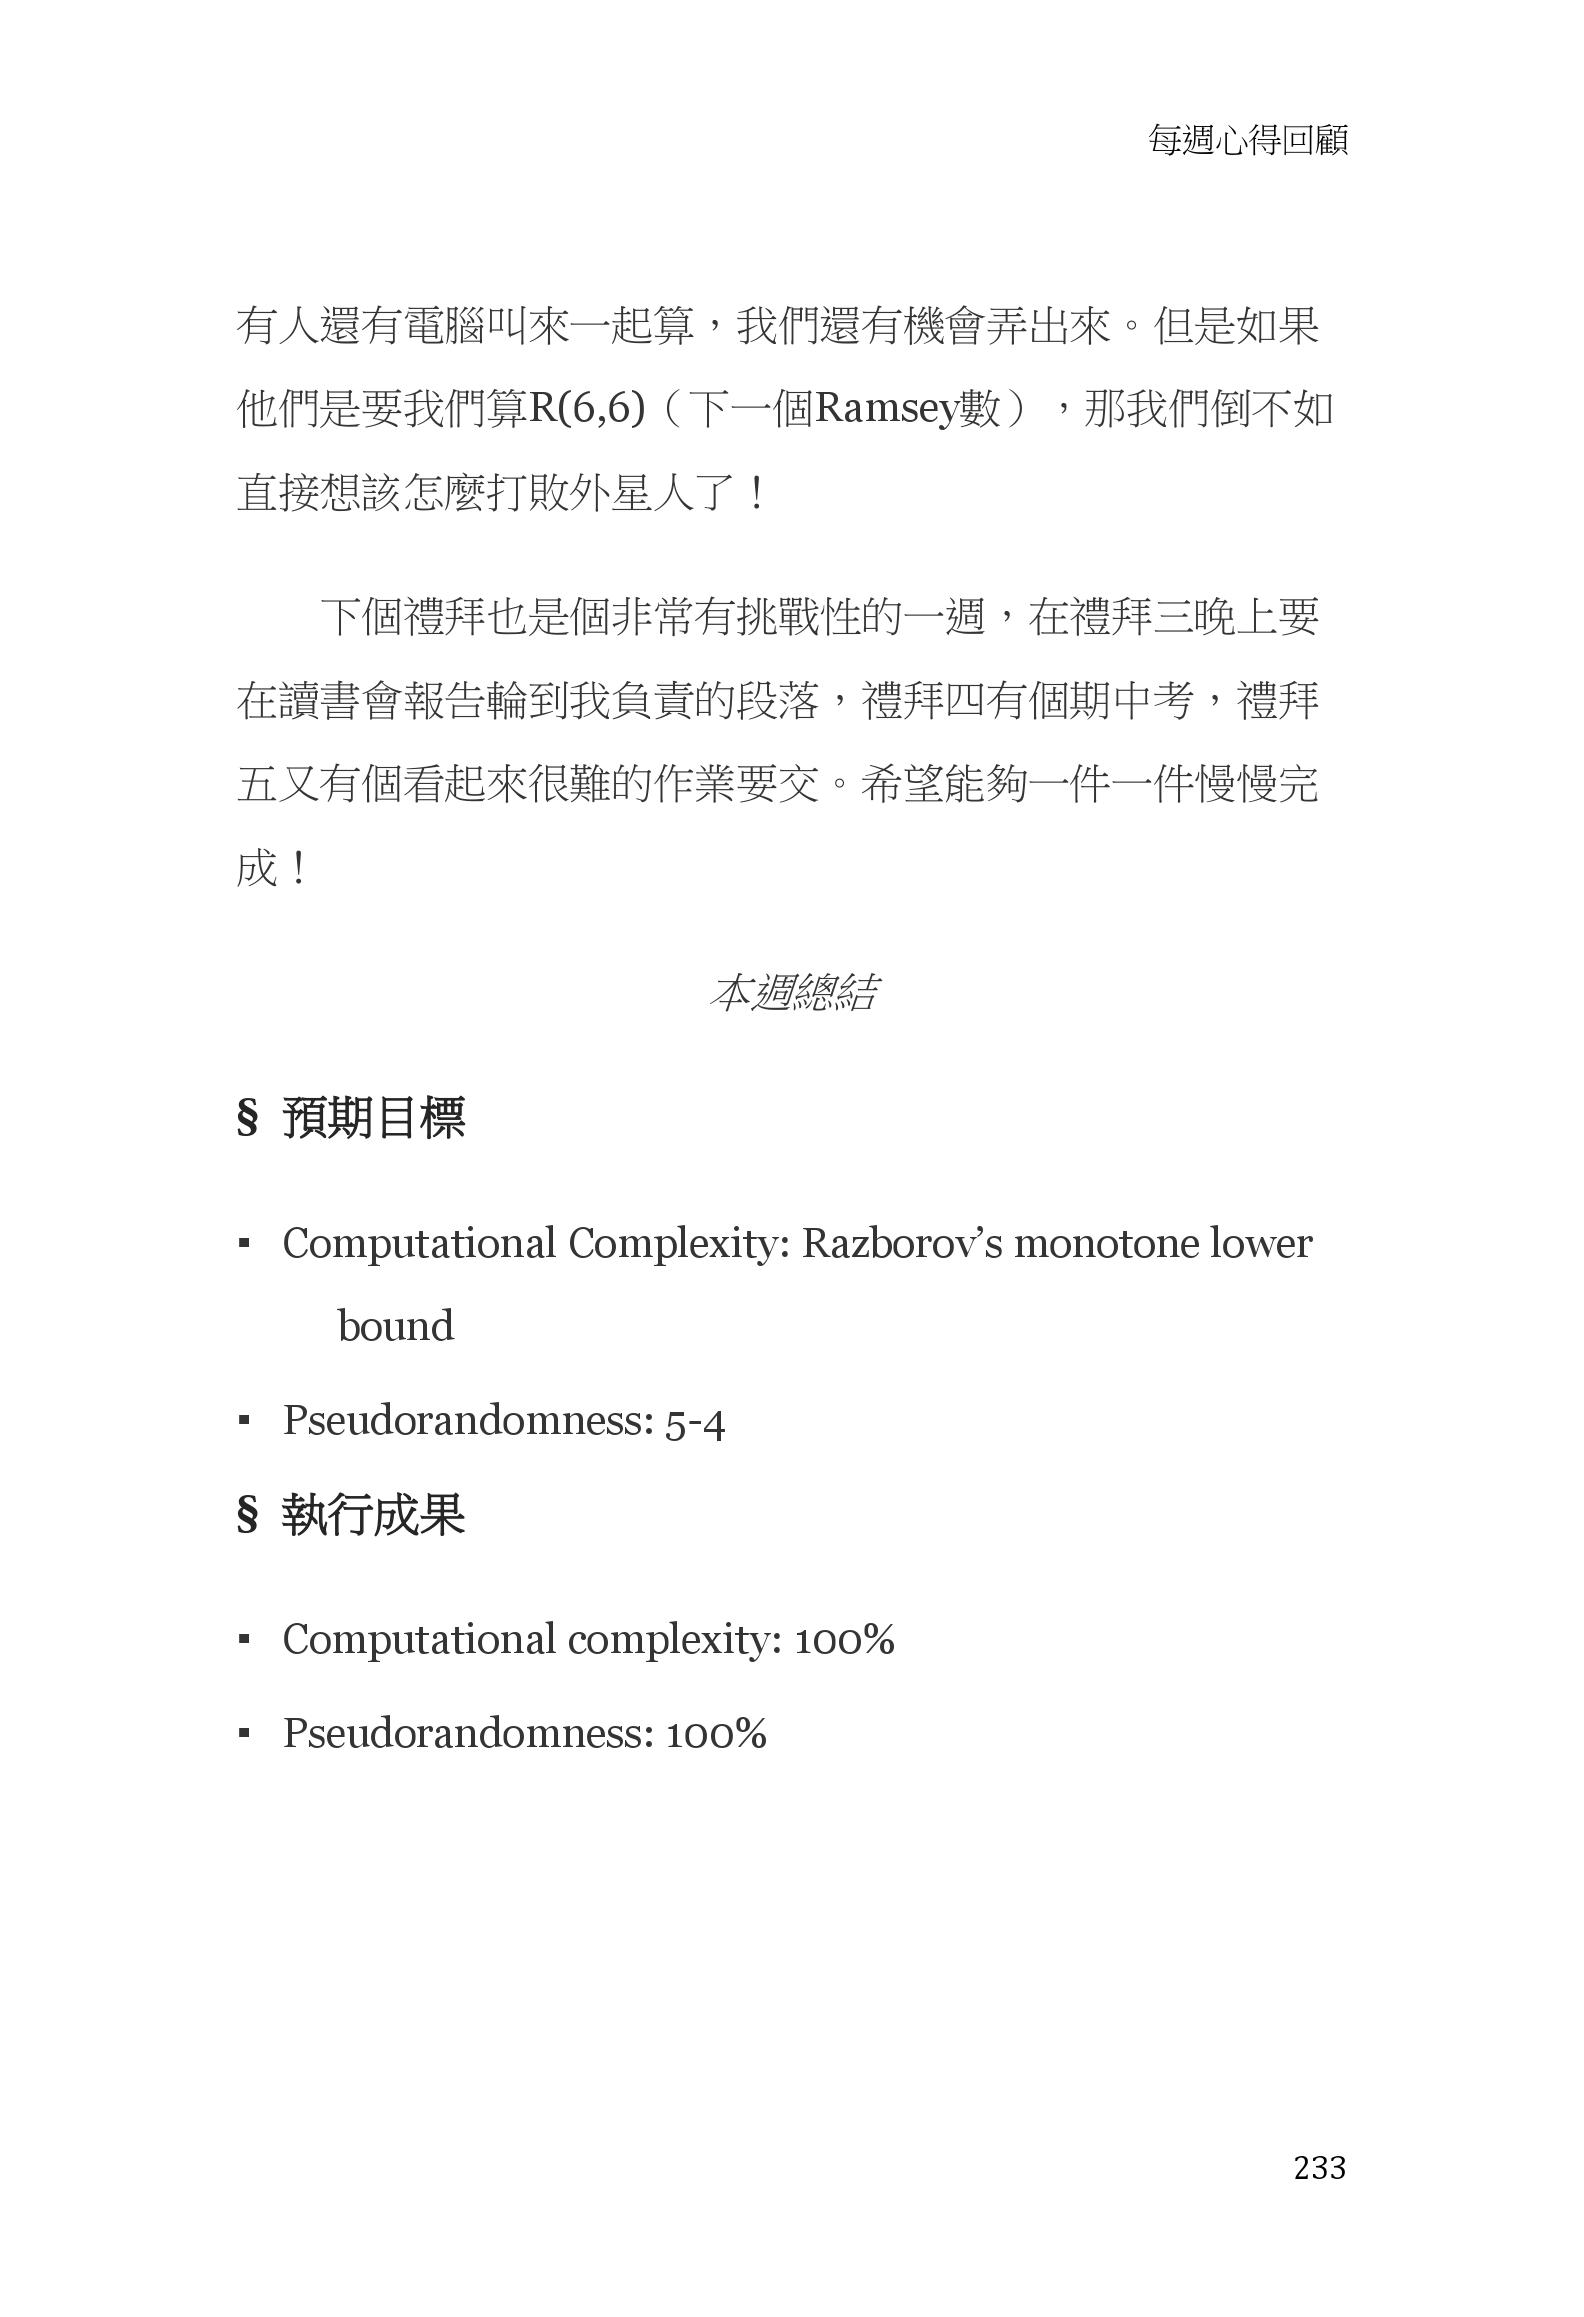 每週心得回顧
有人還有電腦叫來一起算，我們還有機會弄出來。但是如果
他們是要我們算R(6,6)（下一個Ramsey數），那我們倒不如
直接想該怎麼打敗外星人了！
下個禮拜也是個非常有挑戰性的一週，在禮拜三晚上要
在讀書會報告輪到我負責的段落，禮拜四有個期中考，禮拜
五又有個看起來很難的作業要交。希望能夠一件一件慢慢完
成！
本週總結
§ 預期目標
▪ Computational Complexity: Razborov’s monotone lower
bound
▪ Pseudorandomness: 5-4
§ 執行成果
▪ Computational complexity: 100%
▪ Pseudorandomness: 100%
233